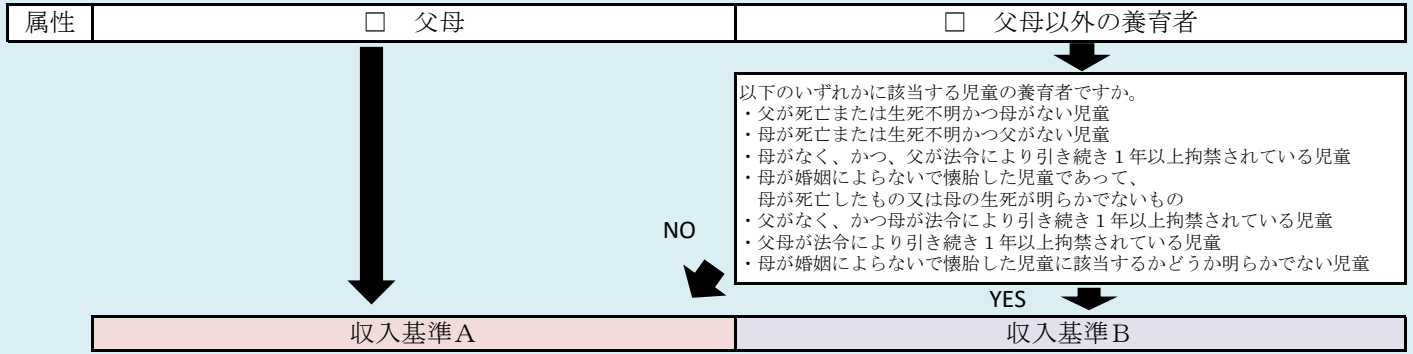 属性 □ 父母 □ 父母以外の養育者
以下のいずれかに該当する児童の養育者ですか。
・父が死亡または生死不明かつ母がない児童
・母が死亡または生死不明かつ父がない児童
・母がなく、かつ、父が法令により引き続き１年以上拘禁されている児童
・母が婚姻によらないで懐胎した児童であって、
母が死亡したもの又は母の生死が明らかでないもの
・父がなく、かつ母が法令により引き続き１年以上拘禁されている児童
・父母が法令により引き続き１年以上拘禁されている児童
・母が婚姻によらないで懐胎した児童に該当するかどうか明らかでない児童
NO
YES
収入基準Ａ 収入基準Ｂ